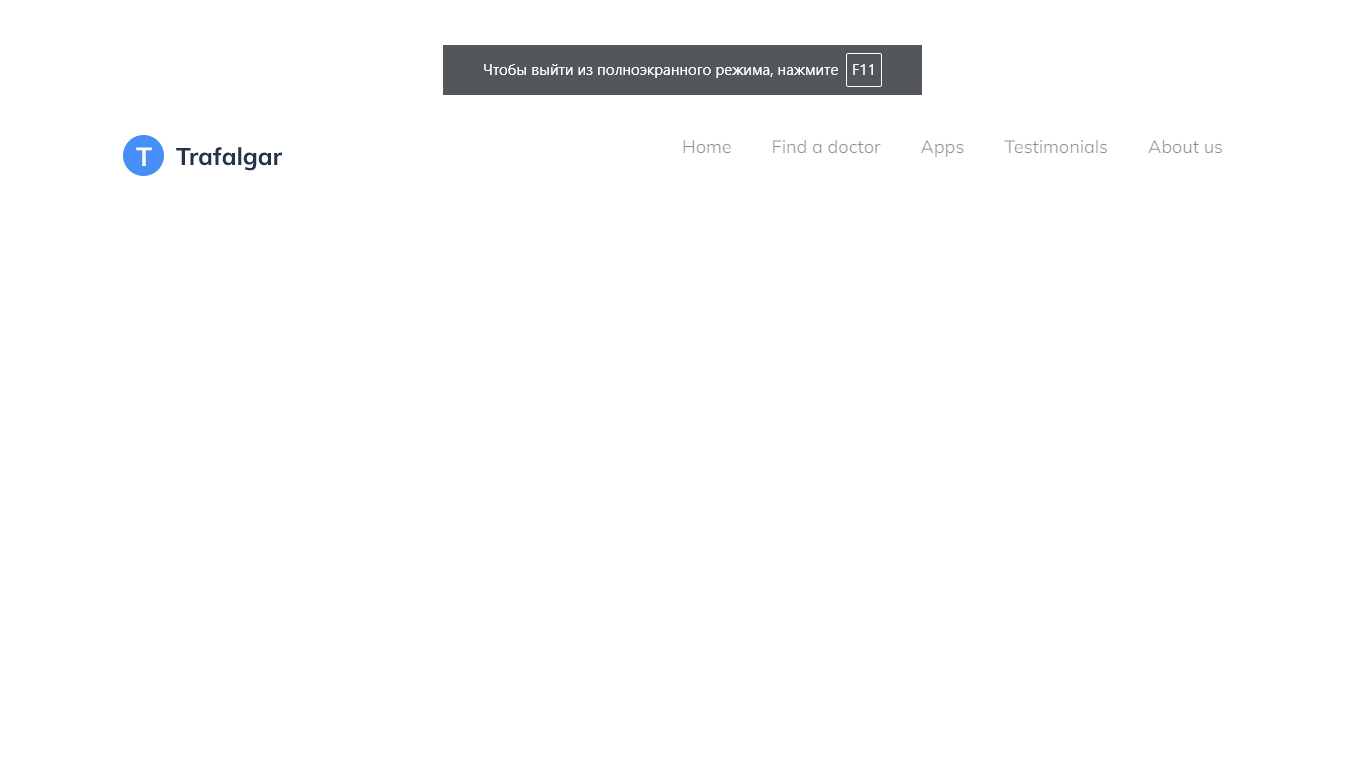 Чтобы выйти из полноэкранного режима, нажмите F11
T Trafalgar
Home Find a doctor Apps Testimonials About us